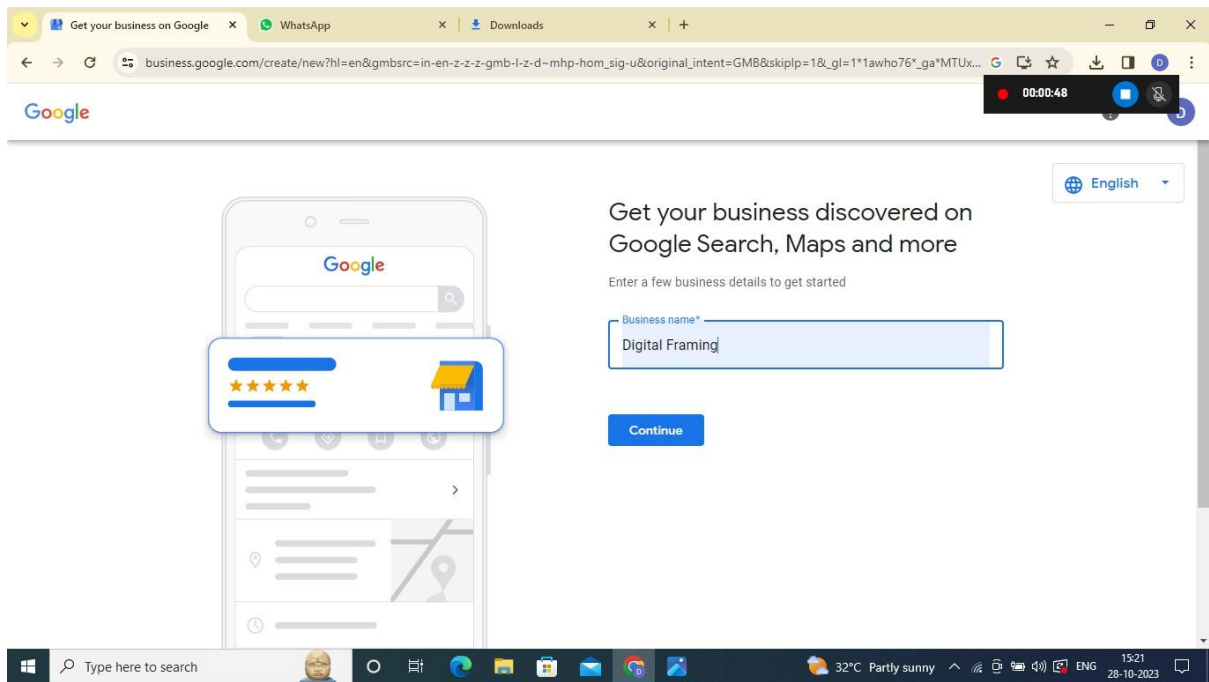 Get your business on Google
WhatsApp
Downloads
business.google.com/create/new?hl=en&gmbsrc=in-en-z-z-z-gmb-l-z-d~mhp-hom_sig-u&original_intent=GMB&skiplp=1&_gl=1*1awho76*_ga*MTUx...
G
D
00:00:48
Google
D
English
Get your business discovered on
Google Search, Maps and more
Enter a few business details to get started
Business name*
Digital Framing
Continue
Google
Type here to search
32°C Partly sunny
ENG
15:21
28-10-2023